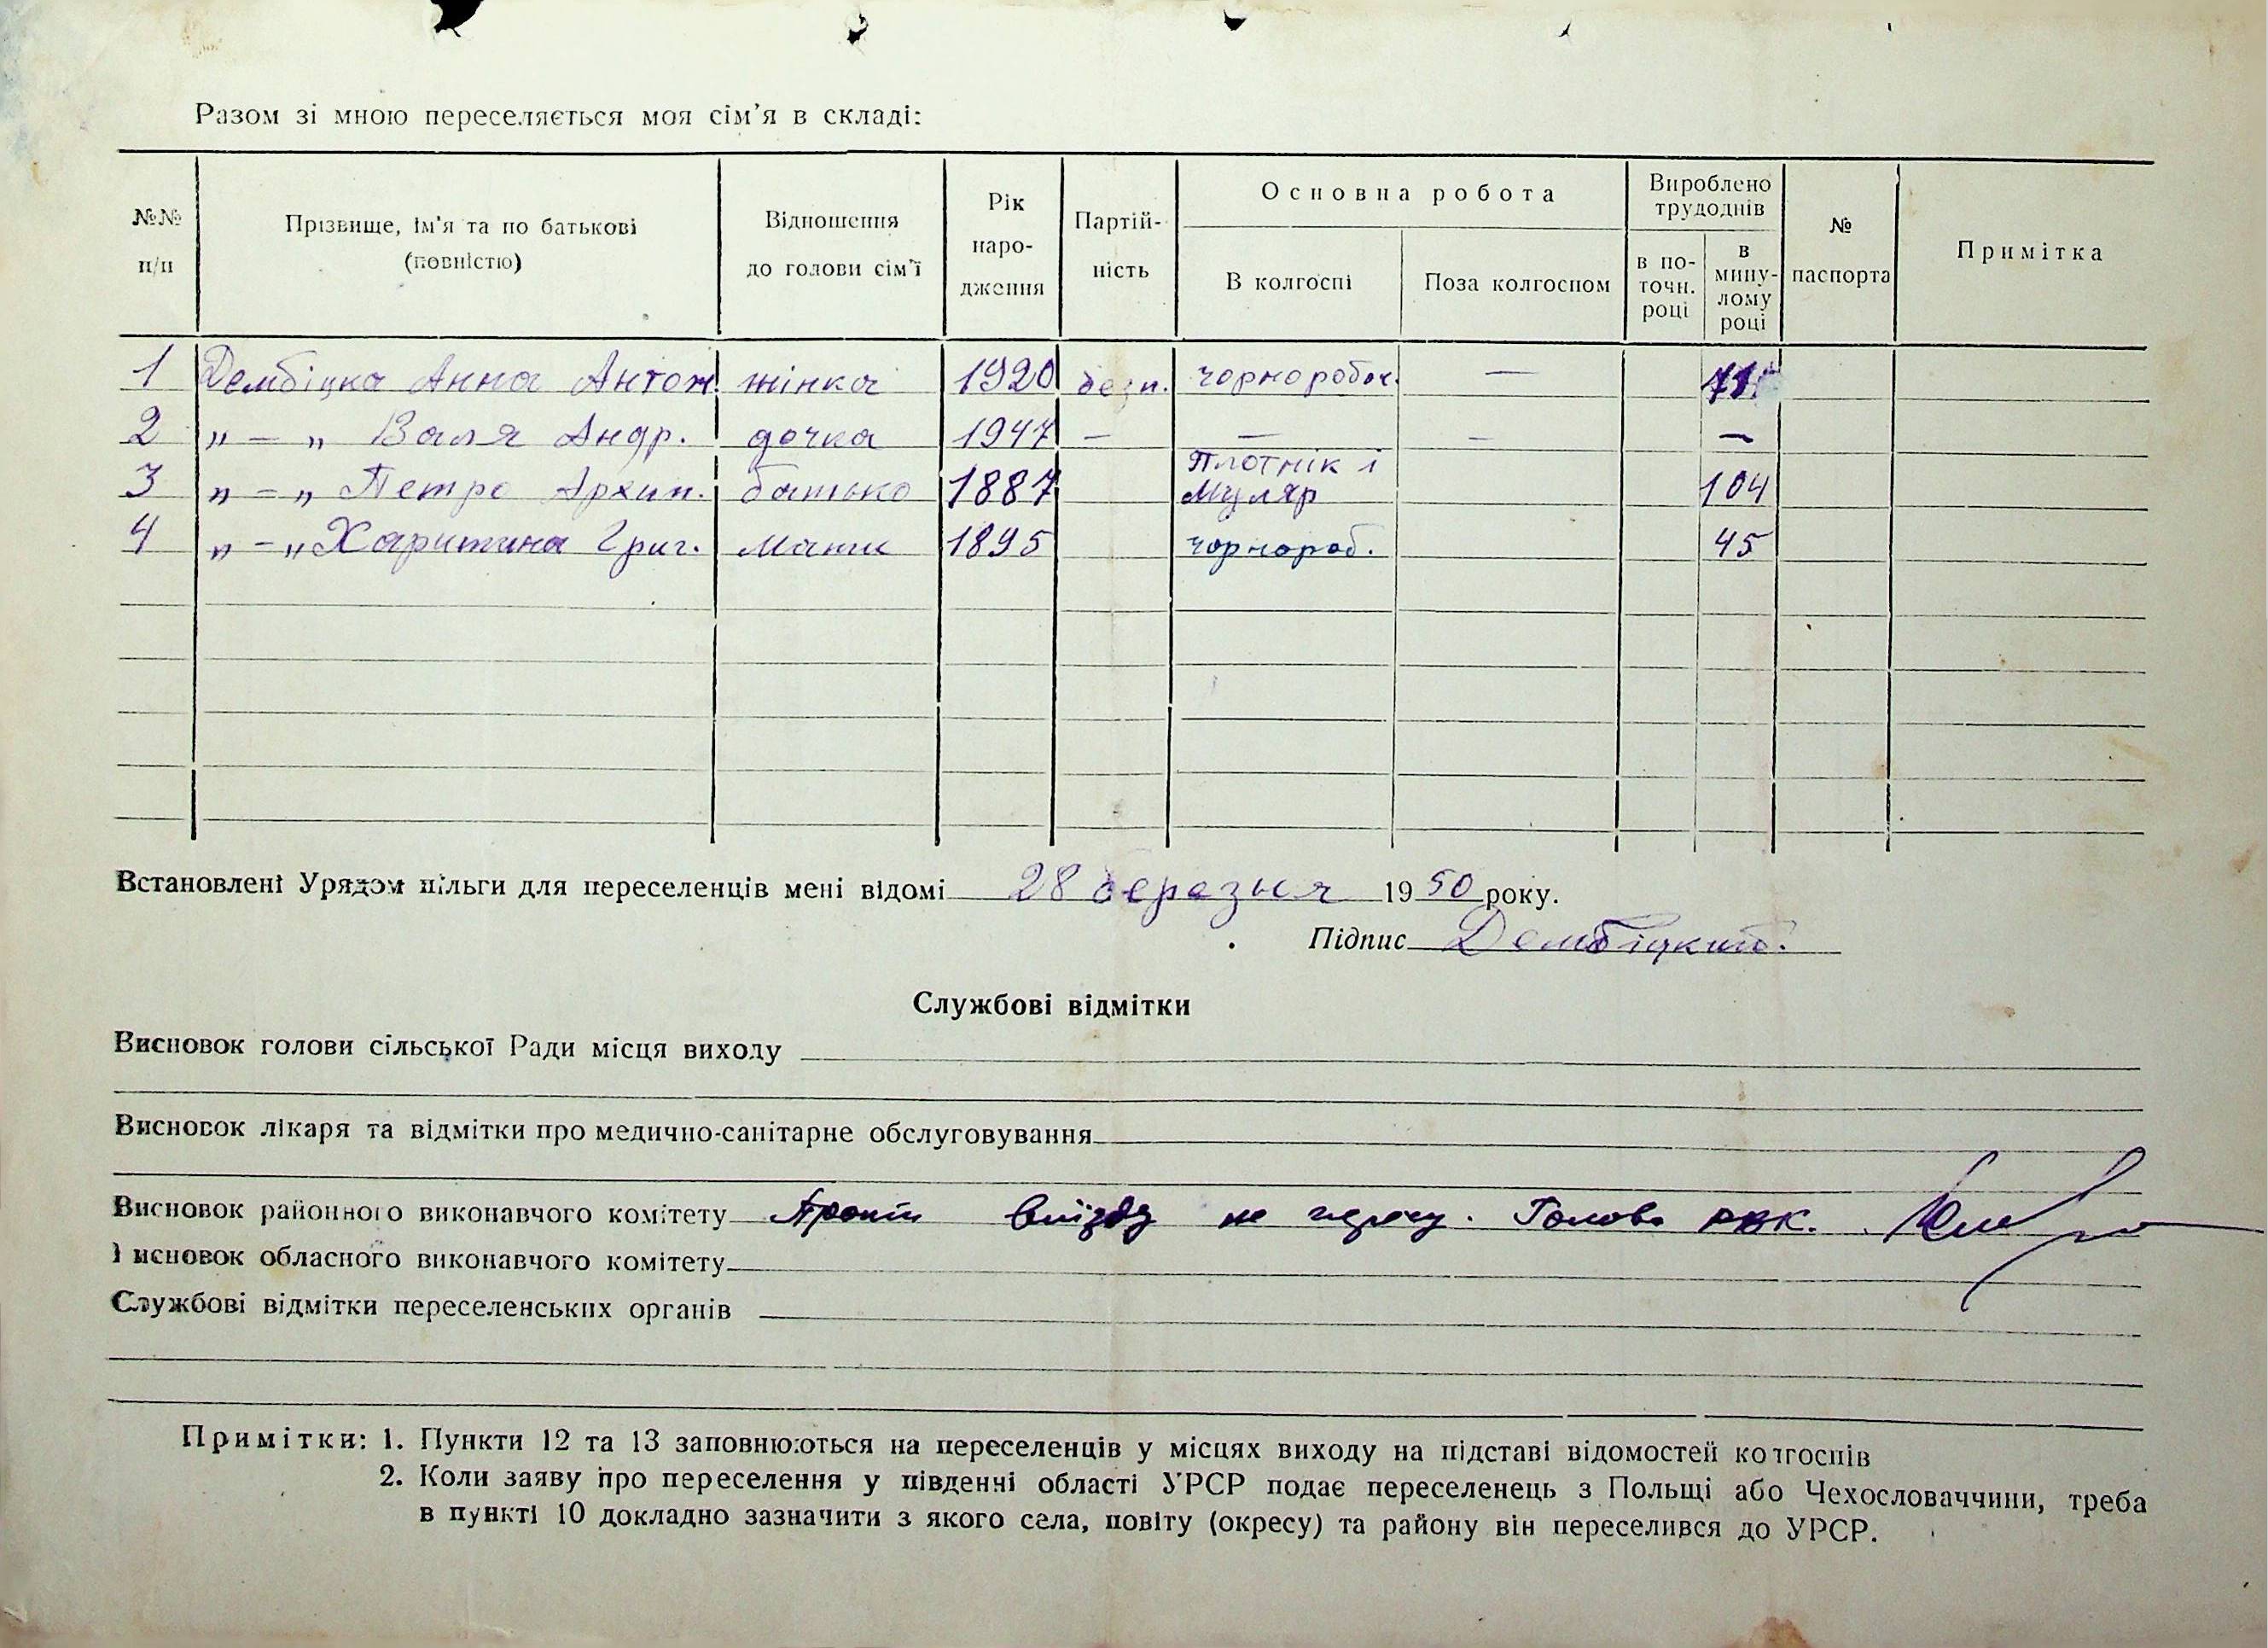 Разом зі мною переселяється моя сім'я в складі:
№№ п/п | Прізвище, ім'я та по батькові (повністю) | Відношення до голови сім'ї | Рік народження | Партійність | Основна робота | Вироблено трудоднів | № паспорта | Примітка
В колгоспі | Поза колгоспом | в поточн. році | в минулому році
1 Дембіцка Анна Антон. жінка 1920 безп. чорноробоч. —
2 „ — „ Валя Андр. дочка 1947 — — — —
3 „ — „ Петро Архип. батько 1887 Плотнік і Муляр 104
4 „ — „ Харитина Григ. мати 1895 чорнороб. 45
Встановлені Урядом пільги для переселенців мені відомі 28 березня 1950 року.
Підпис Дембіцкий.
Службові відмітки
Висновок голови сільської Ради місця виходу
Висновок лікаря та відмітки про медично-санітарне обслуговування
Висновок районного виконавчого комітету Проти виїзду не . Голова РВК.
Висновок обласного виконавчого комітету
Службові відмітки переселенських органів
Примітки: 1. Пункти 12 та 13 заповнюються на переселенців у місцях виходу на підставі відомостей колгоспів
2. Коли заяву про переселення у південні області УРСР подає переселенець з Польщі або Чехословаччини, треба
в пункті 10 докладно зазначити з якого села, повіту (окресу) та району він переселився до УРСР.